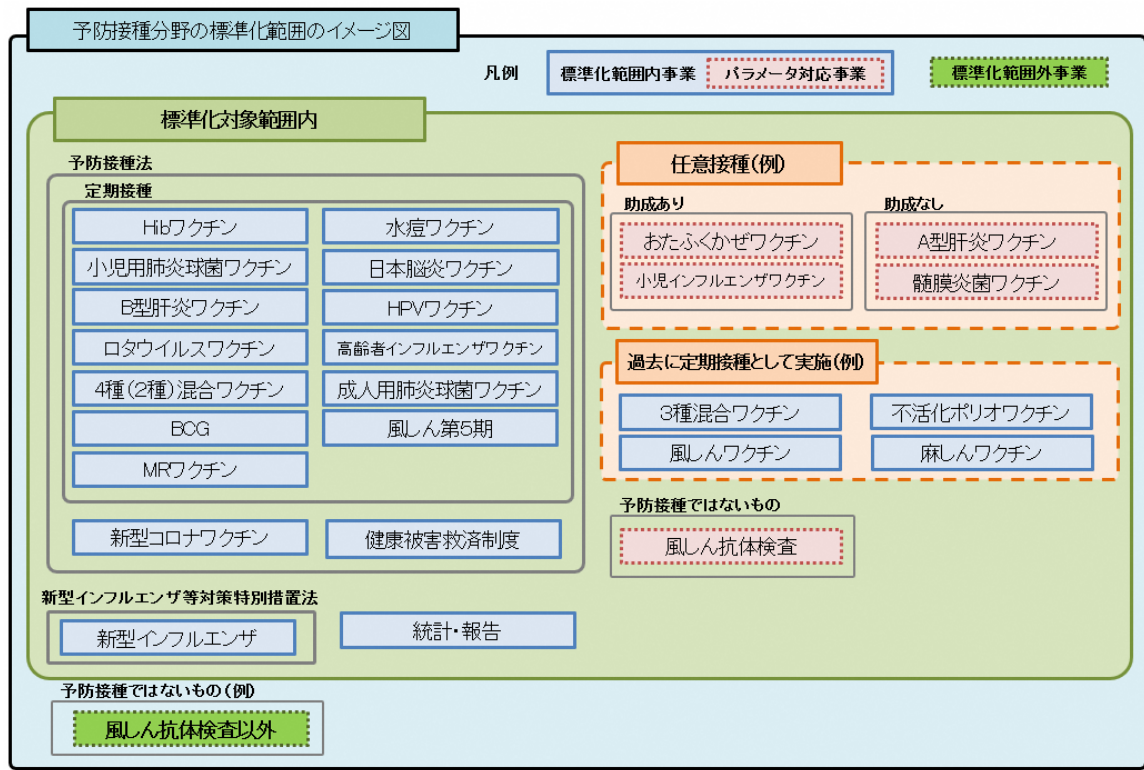 予防接種分野の標準化範囲のイメージ図
凡例
標準化範囲内事業
パラメータ対応事業
標準化範囲外事業
標準化対象範囲内
予防接種法
定期接種
Hibワクチン
水痘ワクチン
小児用肺炎球菌ワクチン
日本脳炎ワクチン
B型肝炎ワクチン
HPVワクチン
ロタウイルスワクチン
高齢者インフルエンザワクチン
4種(2種)混合ワクチン
成人用肺炎球菌ワクチン
BCG
風しん第5期
MRワクチン
新型コロナワクチン
健康被害救済制度
新型インフルエンザ等対策特別措置法
新型インフルエンザ
統計・報告
任意接種(例)
助成あり
おたふくかぜワクチン
小児インフルエンザワクチン
助成なし
A型肝炎ワクチン
髄膜炎菌ワクチン
過去に定期接種として実施(例)
3種混合ワクチン
不活化ポリオワクチン
風しんワクチン
麻しんワクチン
予防接種ではないもの
風しん抗体検査
予防接種ではないもの(例)
風しん抗体検査以外